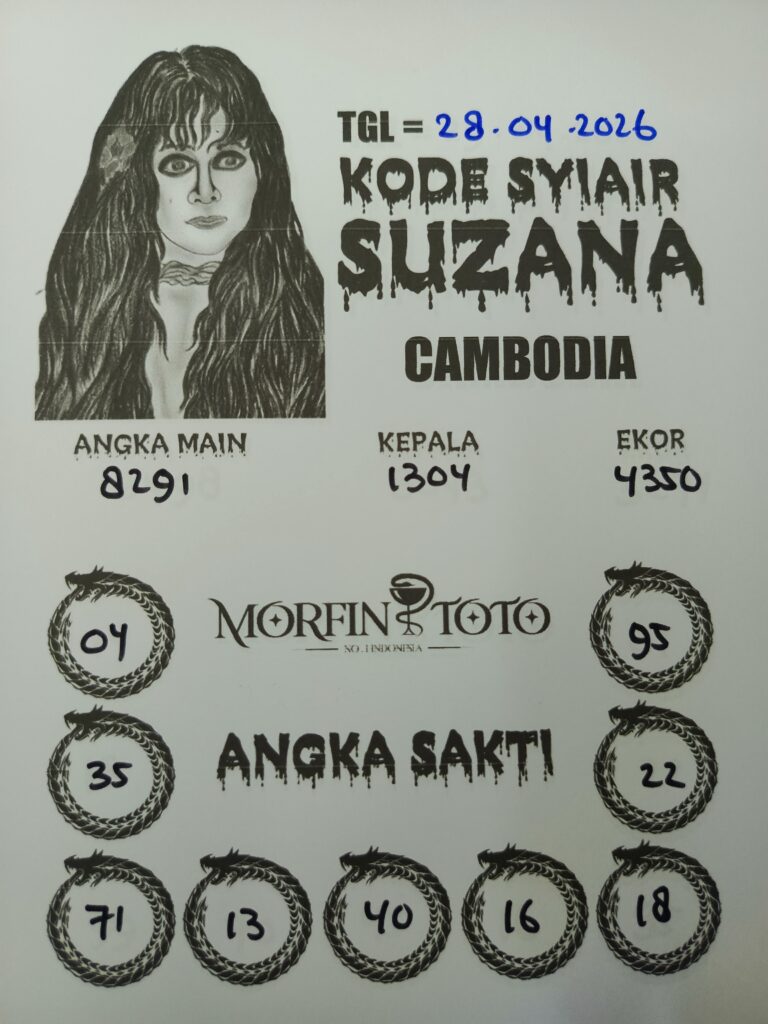 TGL = 28.04.2026
KODE SYIAIR
SUZANA
CAMBODIA
ANGKA MAIN KEPALA EKOR
8291 1304 4350
MORFIN TOTO
NO.1 INDONESIA
04 95
ANGKA SAKTI
35 22
71 13 40 16 18